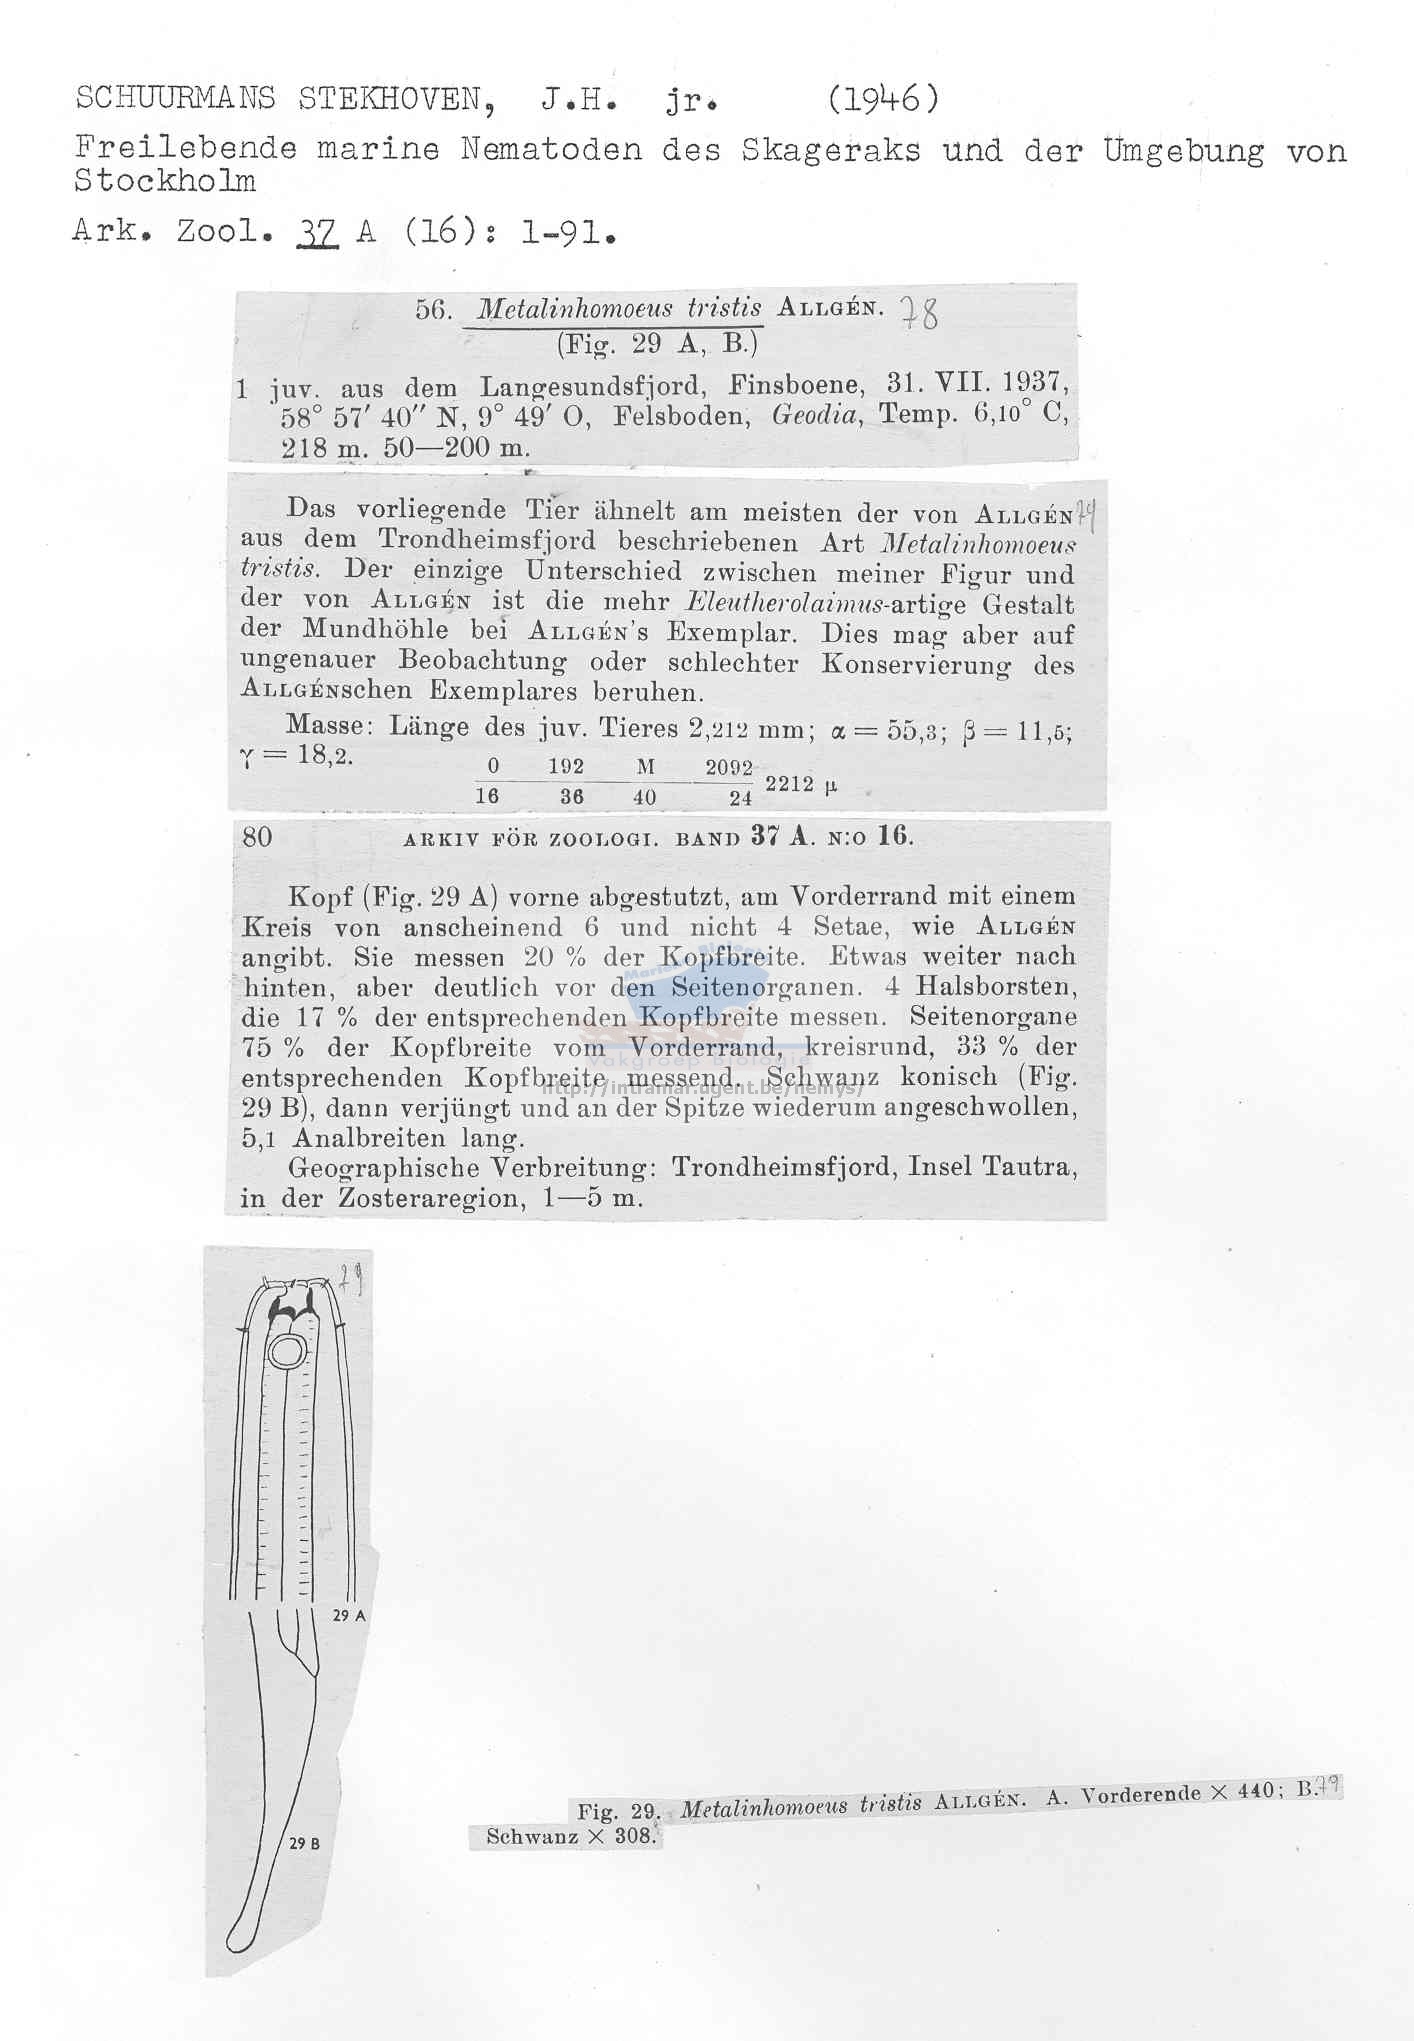 SCHUURMANS STEKHOVEN, J.H. jr. (1946)
Freilebende marine Nematoden des Skageraks und der Umgebung von
Stockholm
Ark. Zool. 37 A (16): 1-91.
56. Metalinhomoeus tristis ALLGÉN. 78
(Fig. 29 A, B.)
1 juv. aus dem Langesundsfjord, Finsboene, 31. VII. 1937,
58° 57′ 40″ N, 9° 49′ O, Felsboden, Geodia, Temp. 6,10° C,
218 m. 50—200 m.
Das vorliegende Tier ähnelt am meisten der von ALLGÉN 79
aus dem Trondheimsfjord beschriebenen Art Metalinhomoeus
tristis. Der einzige Unterschied zwischen meiner Figur und
der von ALLGÉN ist die mehr Eleutherolaimus-artige Gestalt
der Mundhöhle bei ALLGÉN's Exemplar. Dies mag aber auf
ungenauer Beobachtung oder schlechter Konservierung des
ALLGÉNschen Exemplares beruhen.
Masse: Länge des juv. Tieres 2,212 mm; α = 55,3; β = 11,5;
γ = 18,2.
0 192 M 2092
2212 μ
16 36 40 24
80 ARKIV FÖR ZOOLOGI. BAND 37 A. N:O 16.
Kopf (Fig. 29 A) vorne abgestutzt, am Vorderrand mit einem
Kreis von anscheinend 6 und nicht 4 Setae, wie ALLGÉN
angibt. Sie messen 20 % der Kopfbreite. Etwas weiter nach
hinten, aber deutlich vor den Seitenorganen. 4 Halsborsten,
die 17 % der entsprechenden Kopfbreite messen. Seitenorgane
75 % der Kopfbreite vom Vorderrand, kreisrund, 33 % der
entsprechenden Kopfbreite messend. Schwanz konisch (Fig.
29 B), dann verjüngt und an der Spitze wiederum angeschwollen,
5,1 Analbreiten lang.
Geographische Verbreitung: Trondheimsfjord, Insel Tautra,
in der Zosteraregion, 1—5 m.
Marine Biologie
Vakgroep Biologie
http://intramar.ugent.be/nemys/
79
29 A
29 B
Fig. 29. Metalinhomoeus tristis ALLGÉN. A. Vorderende × 440; B. 79
Schwanz × 308.